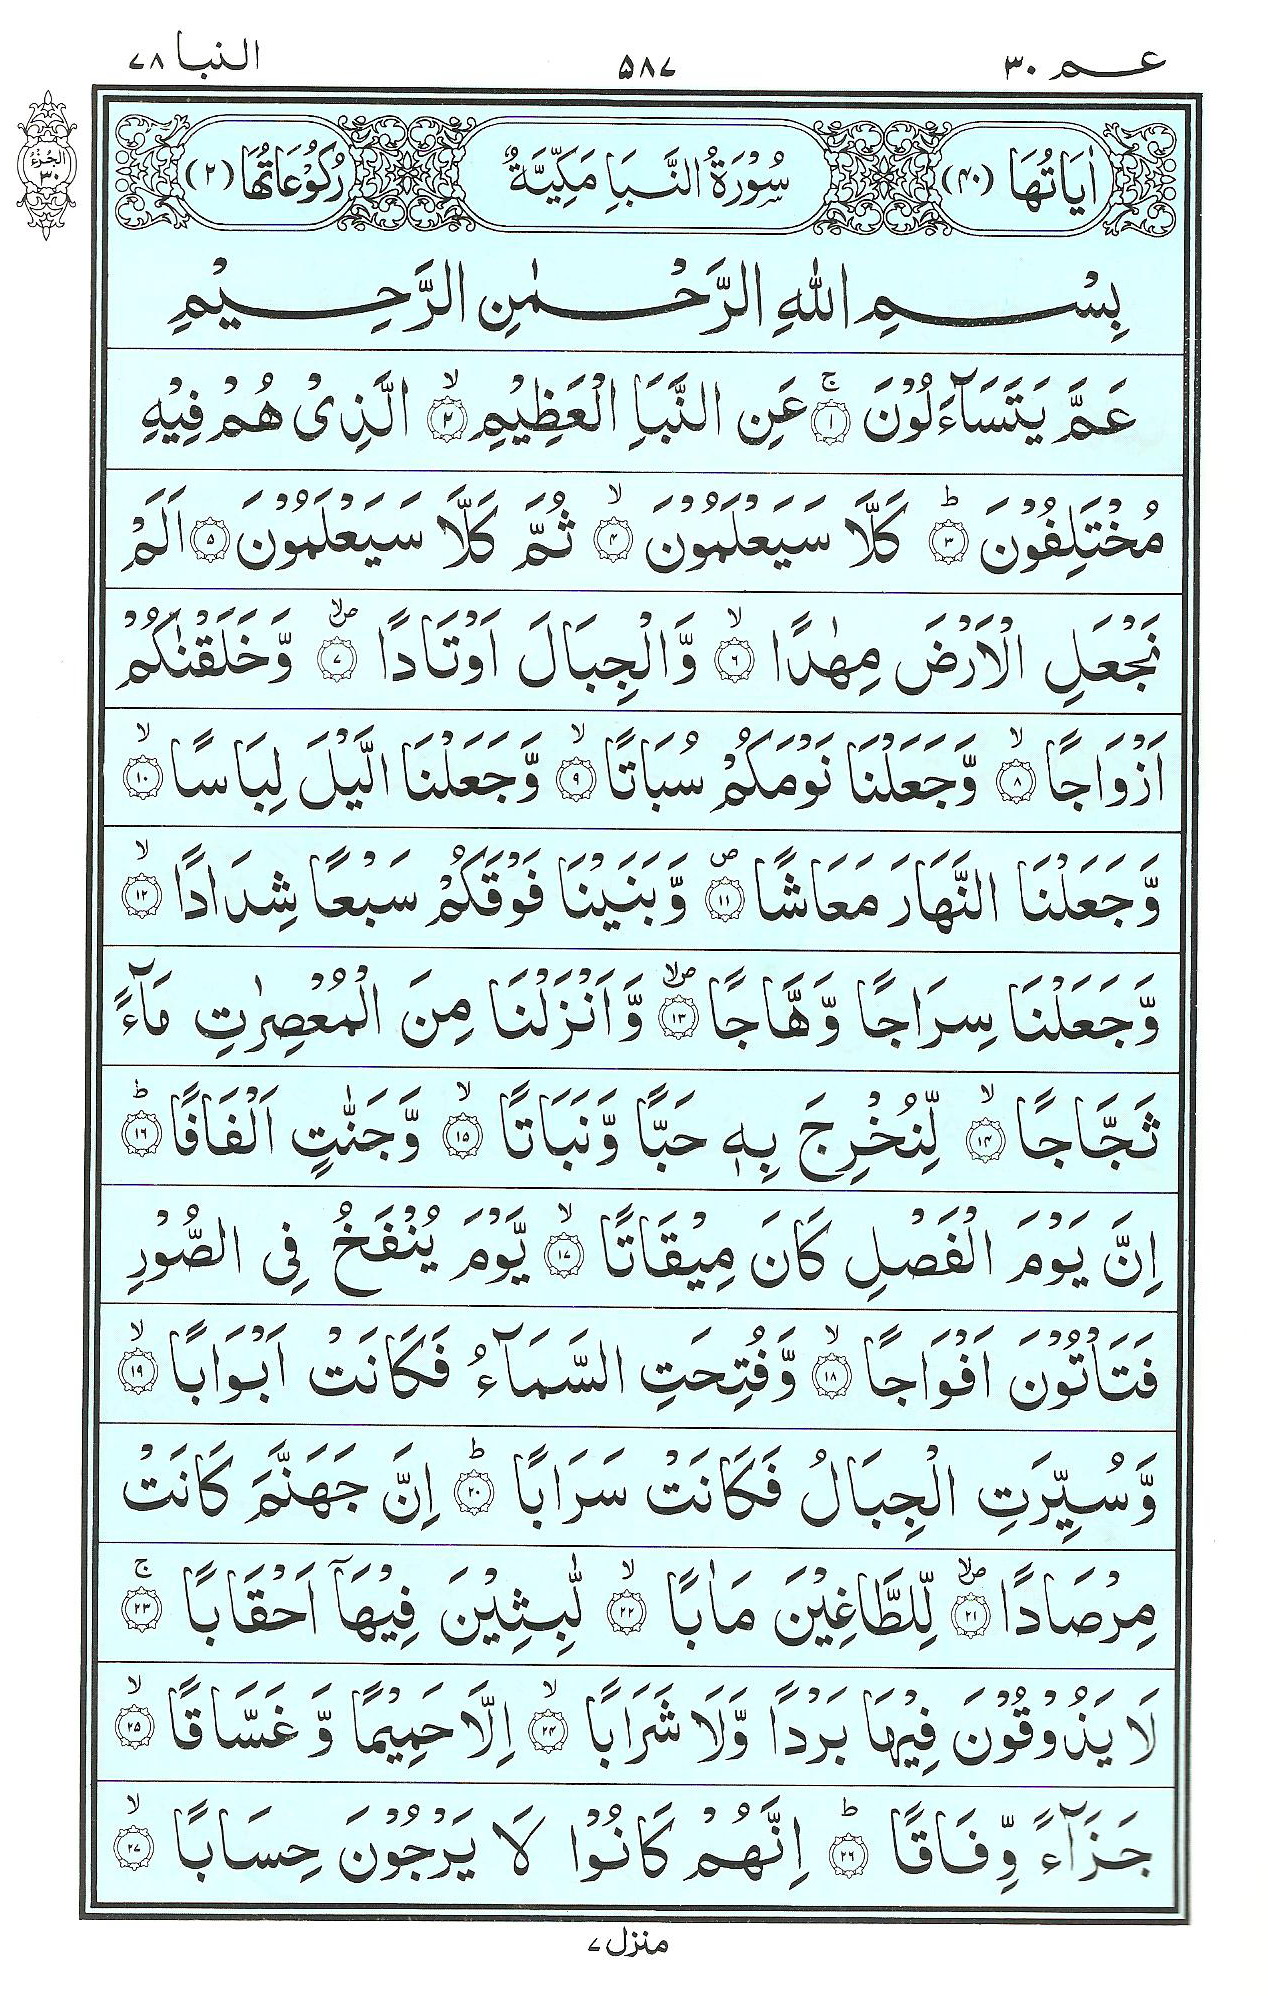 عـــم ٣٠
٥٨٧
النبا ٧٨
اٰيَاتُهَا (٤٠)
سُوْرَةُ النَّبَاِ مَكِّيَّةٌ
رُكُوْعَاتُهَا (٢)
الجزء ٣٠
بِسْمِ اللّٰهِ الرَّحْمٰنِ الرَّحِيْمِ
عَمَّ يَتَسَآءَلُوْنَ ۚ ١ عَنِ النَّبَاِ الْعَظِيْمِ ۙ ٢ الَّذِيْ هُمْ فِيْهِ
مُخْتَلِفُوْنَ ؕ ٣ كَلَّا سَيَعْلَمُوْنَ ۙ ٤ ثُمَّ كَلَّا سَيَعْلَمُوْنَ ٥ اَلَمْ
نَجْعَلِ الْاَرْضَ مِهٰدًا ۙ ٦ وَّالْجِبَالَ اَوْتَادًا ۪ۙ ٧ وَّخَلَقْنٰكُمْ
اَزْوَاجًا ۙ ٨ وَّجَعَلْنَا نَوْمَكُمْ سُبَاتًا ۙ ٩ وَّجَعَلْنَا الَّيْلَ لِبَاسًا ۙ ١٠
وَّجَعَلْنَا النَّهَارَ مَعَاشًا ۪ ١١ وَّبَنَيْنَا فَوْقَكُمْ سَبْعًا شِدَادًا ۙ ١٢
وَّجَعَلْنَا سِرَاجًا وَّهَّاجًا ۪ۙ ١٣ وَّاَنْزَلْنَا مِنَ الْمُعْصِرٰتِ مَآءً
ثَجَّاجًا ۙ ١٤ لِّنُخْرِجَ بِهٖ حَبًّا وَّنَبَاتًا ۙ ١٥ وَّجَنّٰتٍ اَلْفَافًا ؕ ١٦
اِنَّ يَوْمَ الْفَصْلِ كَانَ مِيْقَاتًا ۙ ١٧ يَّوْمَ يُنْفَخُ فِى الصُّوْرِ
فَتَاْتُوْنَ اَفْوَاجًا ۙ ١٨ وَّفُتِحَتِ السَّمَآءُ فَكَانَتْ اَبْوَابًا ۙ ١٩
وَّسُيِّرَتِ الْجِبَالُ فَكَانَتْ سَرَابًا ؕ ٢٠ اِنَّ جَهَنَّمَ كَانَتْ
مِرْصَادًا ۪ۙ ٢١ لِّلطَّاغِيْنَ مَاٰبًا ۙ ٢٢ لّٰبِثِيْنَ فِيْهَآ اَحْقَابًا ۚ ٢٣
لَا يَذُوْقُوْنَ فِيْهَا بَرْدًا وَّلَا شَرَابًا ۙ ٢٤ اِلَّا حَمِيْمًا وَّغَسَّاقًا ۙ ٢٥
جَزَآءً وِّفَاقًا ؕ ٢٦ اِنَّهُمْ كَانُوْا لَا يَرْجُوْنَ حِسَابًا ۙ ٢٧
منزل ٧